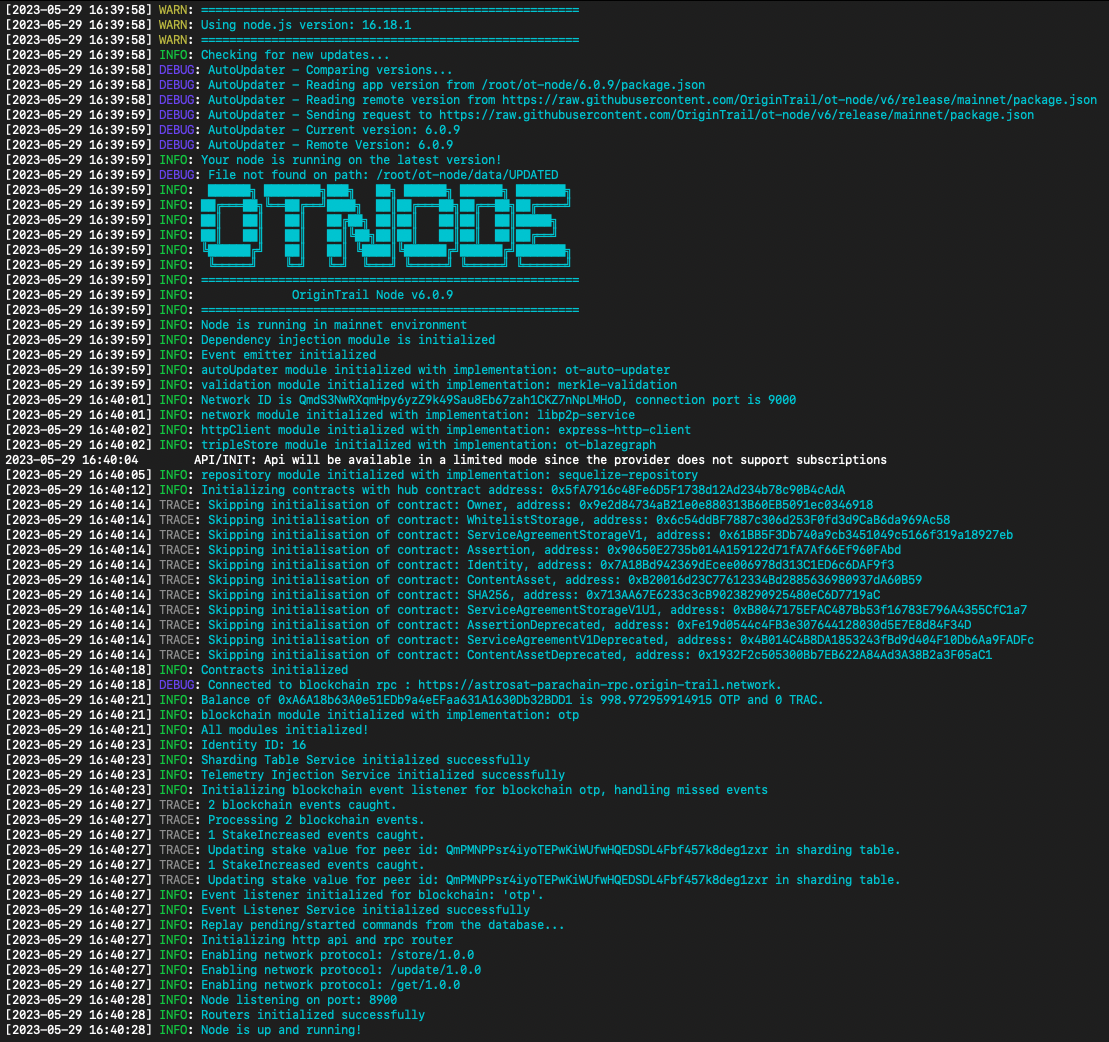 [2023-05-29 16:39:58] WARN: ======================================================
[2023-05-29 16:39:58] WARN: Using node.js version: 16.18.1
[2023-05-29 16:39:58] WARN: ======================================================
[2023-05-29 16:39:58] INFO: Checking for new updates...
[2023-05-29 16:39:58] DEBUG: AutoUpdater - Comparing versions...
[2023-05-29 16:39:58] DEBUG: AutoUpdater - Reading app version from /root/ot-node/6.0.9/package.json
[2023-05-29 16:39:58] DEBUG: AutoUpdater - Reading remote version from https://raw.githubusercontent.com/OriginTrail/ot-node/v6/release/mainnet/package.json
[2023-05-29 16:39:59] DEBUG: AutoUpdater - Sending request to https://raw.githubusercontent.com/OriginTrail/ot-node/v6/release/mainnet/package.json
[2023-05-29 16:39:59] DEBUG: AutoUpdater - Current version: 6.0.9
[2023-05-29 16:39:59] DEBUG: AutoUpdater - Remote Version: 6.0.9
[2023-05-29 16:39:59] INFO: Your node is running on the latest version!
[2023-05-29 16:39:59] DEBUG: File not found on path: /root/ot-node/data/UPDATED
[2023-05-29 16:39:59] INFO:
[2023-05-29 16:39:59] INFO:
[2023-05-29 16:39:59] INFO: OTNODE
[2023-05-29 16:39:59] INFO:
[2023-05-29 16:39:59] INFO:
[2023-05-29 16:39:59] INFO:
[2023-05-29 16:39:59] INFO: ======================================================
[2023-05-29 16:39:59] INFO: OriginTrail Node v6.0.9
[2023-05-29 16:39:59] INFO: ======================================================
[2023-05-29 16:39:59] INFO: Node is running in mainnet environment
[2023-05-29 16:39:59] INFO: Dependency injection module is initialized
[2023-05-29 16:39:59] INFO: Event emitter initialized
[2023-05-29 16:39:59] INFO: autoUpdater module initialized with implementation: ot-auto-updater
[2023-05-29 16:39:59] INFO: validation module initialized with implementation: merkle-validation
[2023-05-29 16:40:01] INFO: Network ID is QmdS3NwRXqmHpy6yzZ9k49Sau8Eb67zah1CKZ7nNpLMHoD, connection port is 9000
[2023-05-29 16:40:01] INFO: network module initialized with implementation: libp2p-service
[2023-05-29 16:40:02] INFO: httpClient module initialized with implementation: express-http-client
[2023-05-29 16:40:02] INFO: tripleStore module initialized with implementation: ot-blazegraph
2023-05-29 16:40:04 API/INIT: Api will be available in a limited mode since the provider does not support subscriptions
[2023-05-29 16:40:05] INFO: repository module initialized with implementation: sequelize-repository
[2023-05-29 16:40:12] INFO: Initializing contracts with hub contract address: 0x5fA7916c48Fe6D5F1738d12Ad234b78c90B4cAdA
[2023-05-29 16:40:14] TRACE: Skipping initialisation of contract: Owner, address: 0x9e2d84734aB21e0e880313B60EB5091ec0346918
[2023-05-29 16:40:14] TRACE: Skipping initialisation of contract: WhitelistStorage, address: 0x6c54ddBF7887c306d253F0fd3d9CaB6da969Ac58
[2023-05-29 16:40:14] TRACE: Skipping initialisation of contract: ServiceAgreementStorageV1, address: 0x61BB5F3Db740a9cb3451049c5166f319a18927eb
[2023-05-29 16:40:14] TRACE: Skipping initialisation of contract: Assertion, address: 0x90650E2735b014A159122d71fA7Af66Ef960FAbd
[2023-05-29 16:40:14] TRACE: Skipping initialisation of contract: Identity, address: 0x7A18Bd942369dEcee006978d313C1ED6c6DAF9f3
[2023-05-29 16:40:14] TRACE: Skipping initialisation of contract: ContentAsset, address: 0xB20016d23C77612334Bd2885636980937dA60B59
[2023-05-29 16:40:14] TRACE: Skipping initialisation of contract: SHA256, address: 0x713AA67E6233c3cB90238290925480eC6D7719aC
[2023-05-29 16:40:14] TRACE: Skipping initialisation of contract: ServiceAgreementStorageV1U1, address: 0xB8047175EFAC487Bb53f16783E796A4355CfC1a7
[2023-05-29 16:40:14] TRACE: Skipping initialisation of contract: AssertionDeprecated, address: 0xFe19d0544c4FB3e307644128030d5E7E8d84F34D
[2023-05-29 16:40:14] TRACE: Skipping initialisation of contract: ServiceAgreementV1Deprecated, address: 0x4B014C4B8DA1853243fBd9d404F10Db6Aa9FADFc
[2023-05-29 16:40:14] TRACE: Skipping initialisation of contract: ContentAssetDeprecated, address: 0x1932F2c505300Bb7EB622A84Ad3A38B2a3F05aC1
[2023-05-29 16:40:18] INFO: Contracts initialized
[2023-05-29 16:40:18] DEBUG: Connected to blockchain rpc : https://astrosat-parachain-rpc.origin-trail.network.
[2023-05-29 16:40:21] INFO: Balance of 0xA6A18b63A0e51EDb9a4eEFaa631A1630Db32BDD1 is 998.972959914915 OTP and 0 TRAC.
[2023-05-29 16:40:21] INFO: blockchain module initialized with implementation: otp
[2023-05-29 16:40:21] INFO: All modules initialized!
[2023-05-29 16:40:23] INFO: Identity ID: 16
[2023-05-29 16:40:23] INFO: Sharding Table Service initialized successfully
[2023-05-29 16:40:23] INFO: Telemetry Injection Service initialized successfully
[2023-05-29 16:40:23] INFO: Initializing blockchain event listener for blockchain otp, handling missed events
[2023-05-29 16:40:27] TRACE: 2 blockchain events caught.
[2023-05-29 16:40:27] TRACE: Processing 2 blockchain events.
[2023-05-29 16:40:27] TRACE: 1 StakeIncreased events caught.
[2023-05-29 16:40:27] TRACE: Updating stake value for peer id: QmPMNPPsr4iyoTEPwKiWUfwHQEDSDL4Fbf457k8deg1zxr in sharding table.
[2023-05-29 16:40:27] TRACE: 1 StakeIncreased events caught.
[2023-05-29 16:40:27] TRACE: Updating stake value for peer id: QmPMNPPsr4iyoTEPwKiWUfwHQEDSDL4Fbf457k8deg1zxr in sharding table.
[2023-05-29 16:40:27] INFO: Event listener initialized for blockchain: 'otp'.
[2023-05-29 16:40:27] INFO: Event Listener Service initialized successfully
[2023-05-29 16:40:27] INFO: Replay pending/started commands from the database...
[2023-05-29 16:40:27] INFO: Initializing http api and rpc router
[2023-05-29 16:40:27] INFO: Enabling network protocol: /store/1.0.0
[2023-05-29 16:40:27] INFO: Enabling network protocol: /update/1.0.0
[2023-05-29 16:40:27] INFO: Enabling network protocol: /get/1.0.0
[2023-05-29 16:40:28] INFO: Node listening on port: 8900
[2023-05-29 16:40:28] INFO: Routers initialized successfully
[2023-05-29 16:40:28] INFO: Node is up and running!